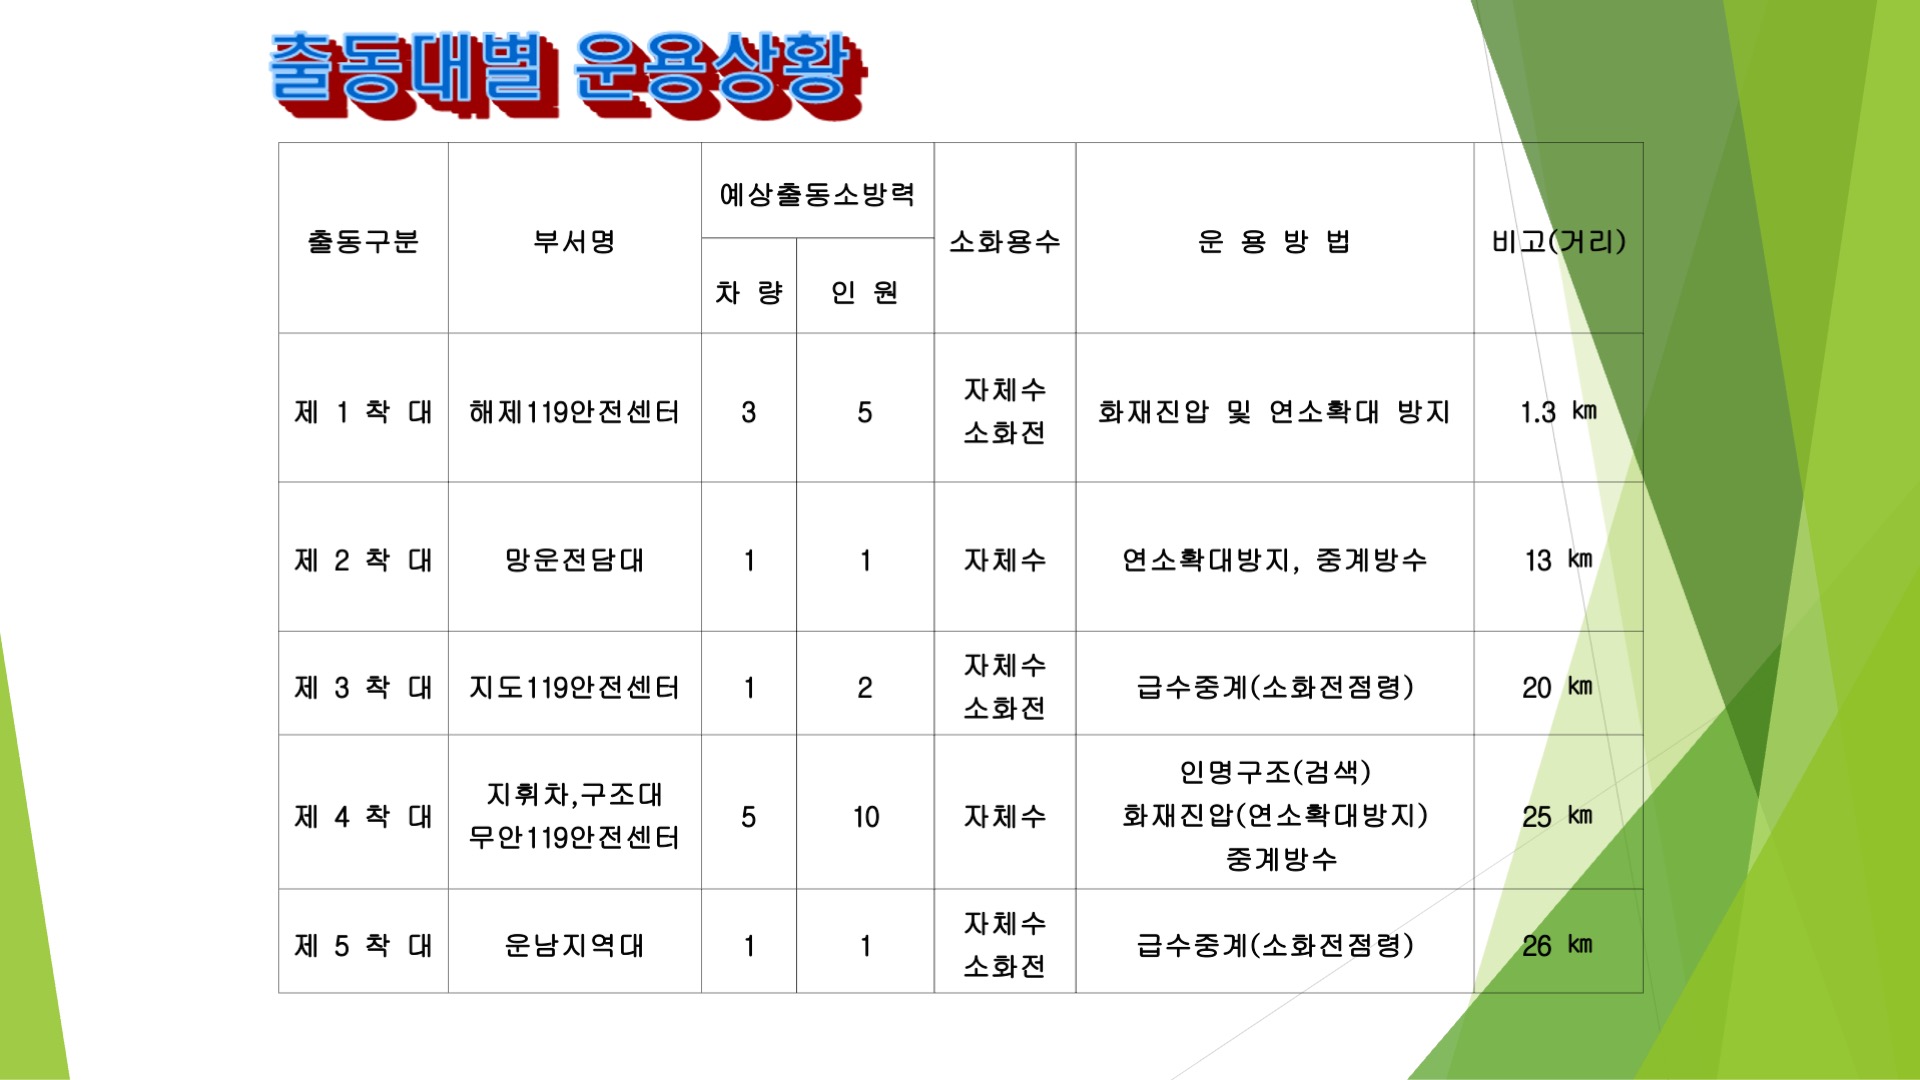 출동대별 운용상황
출동구분 부서명 예상출동소방력 소화용수 운 용 방 법 비고(거리)
차 량 인 원
제 1 착 대 해제119안전센터 3 5 자체수 소화전 화재진압 및 연소확대 방지 1.3 ㎞
제 2 착 대 망운전담대 1 1 자체수 연소확대방지, 중계방수 13 ㎞
제 3 착 대 지도119안전센터 1 2 자체수 소화전 급수중계(소화전점령) 20 ㎞
제 4 착 대 지휘차,구조대 무안119안전센터 5 10 자체수 인명구조(검색) 화재진압(연소확대방지) 중계방수 25 ㎞
제 5 착 대 운남지역대 1 1 자체수 소화전 급수중계(소화전점령) 26 ㎞